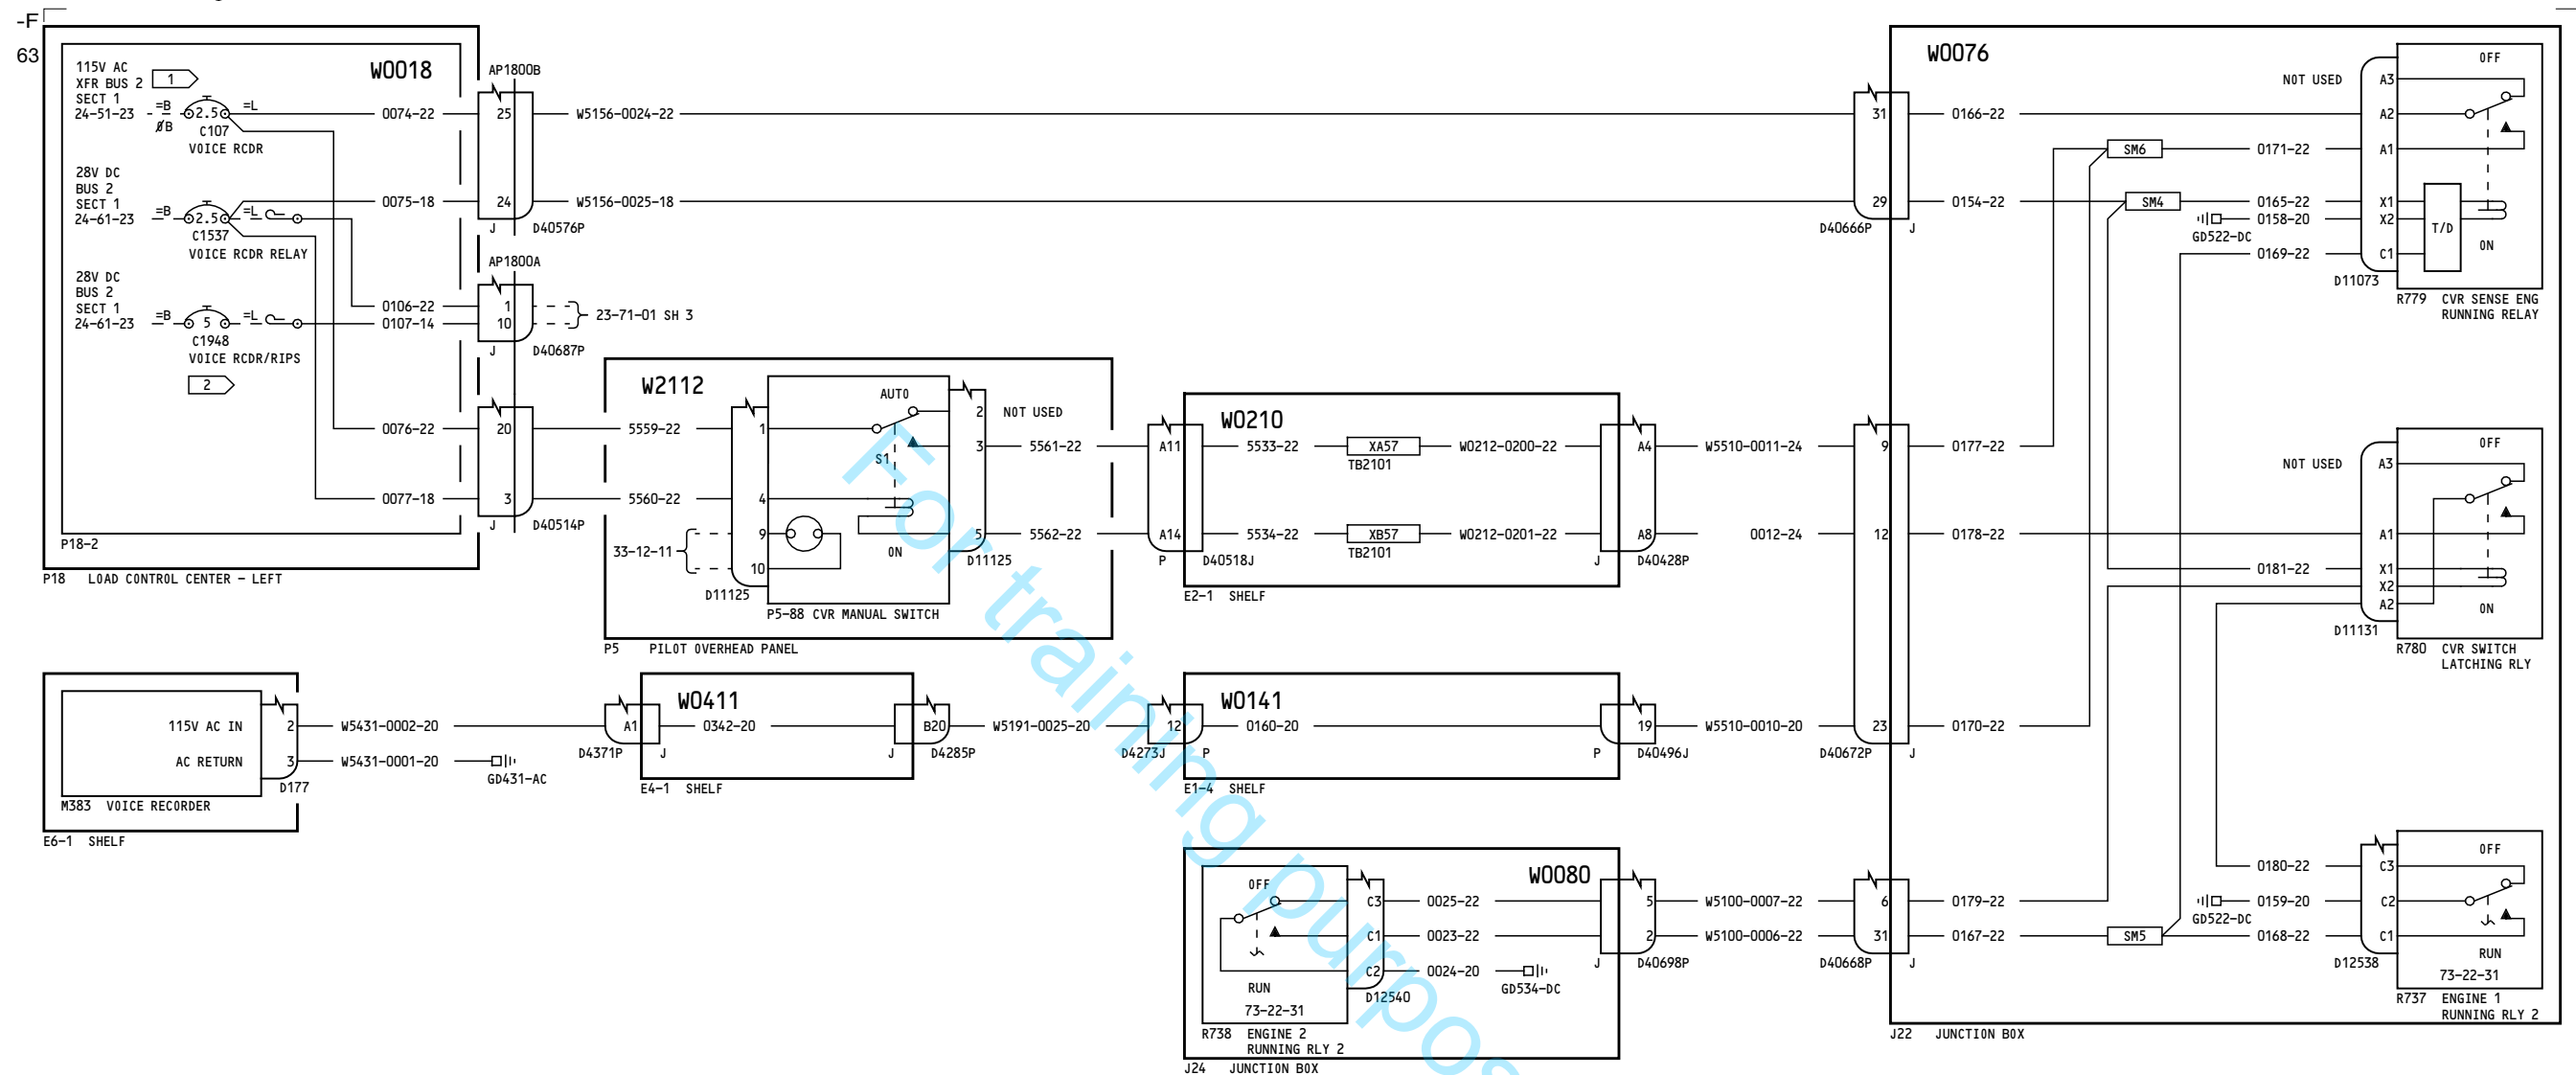 -F
63
115V AC
XFR BUS 2
SECT 1
24-51-23
1
=B
ØB
2.5
=L
C107
VOICE RCDR
W0018
0074-22
28V DC
BUS 2
SECT 1
24-61-23
=B
2.5
=L
C1537
VOICE RCDR RELAY
0075-18
28V DC
BUS 2
SECT 1
24-61-23
=B
5
=L
C1948
VOICE RCDR/RIPS
2
0106-22
0107-14
0076-22
0077-18
P18-2
P18 LOAD CONTROL CENTER - LEFT
AP1800B
25
24
J D40576P
W5156-0024-22
W5156-0025-18
AP1800A
1
10
J D40687P
23-71-01 SH 3
20
3
J D40514P
W2112
5559-22
5560-22
33-12-11
1
4
9
10
D11125
AUTO
S1
ON
2 NOT USED
3
5
D11125
5561-22
5562-22
P5-88 CVR MANUAL SWITCH
P5 PILOT OVERHEAD PANEL
W0210
A11
A14
P D40518J
5533-22
XA57
TB2101
W0212-0200-22
5534-22
XB57
TB2101
W0212-0201-22
A4
A8
J D40428P
E2-1 SHELF
W5510-0011-24
0012-24
115V AC IN
AC RETURN
2
3
D177
M383 VOICE RECORDER
E6-1 SHELF
W5431-0002-20
W5431-0001-20
GD431-AC
W0411
A1
D4371P J
0342-20
B20
J D4285P
E4-1 SHELF
W5191-0025-20
W0141
12
D4273J P
0160-20
19
P D40496J
E1-4 SHELF
W5510-0010-20
W0080
OFF
RUN
73-22-31
R738 ENGINE 2
RUNNING RLY 2
C3
C1
C2
D12540
0025-22
0023-22
0024-20
GD534-DC
5
2
J D40698P
J24 JUNCTION BOX
W5100-0007-22
W5100-0006-22
W0076
31
29
D40666P J
0166-22
0154-22
9
12
23
D40672P J
0177-22
0178-22
0170-22
6
31
D40668P J
0179-22
0167-22
SM6
SM4
SM5
NOT USED
0171-22
0165-22
GD522-DC
0158-20
0169-22
A3
A2
A1
X1
X2
C1
D11073
OFF
T/D
ON
R779 CVR SENSE ENG
RUNNING RELAY
NOT USED
0181-22
A3
A1
X1
X2
A2
D11131
OFF
ON
R780 CVR SWITCH
LATCHING RLY
0180-22
GD522-DC
0159-20
0168-22
C3
C2
C1
D12538
OFF
RUN
73-22-31
R737 ENGINE 1
RUNNING RLY 2
J22 JUNCTION BOX
For training purpos